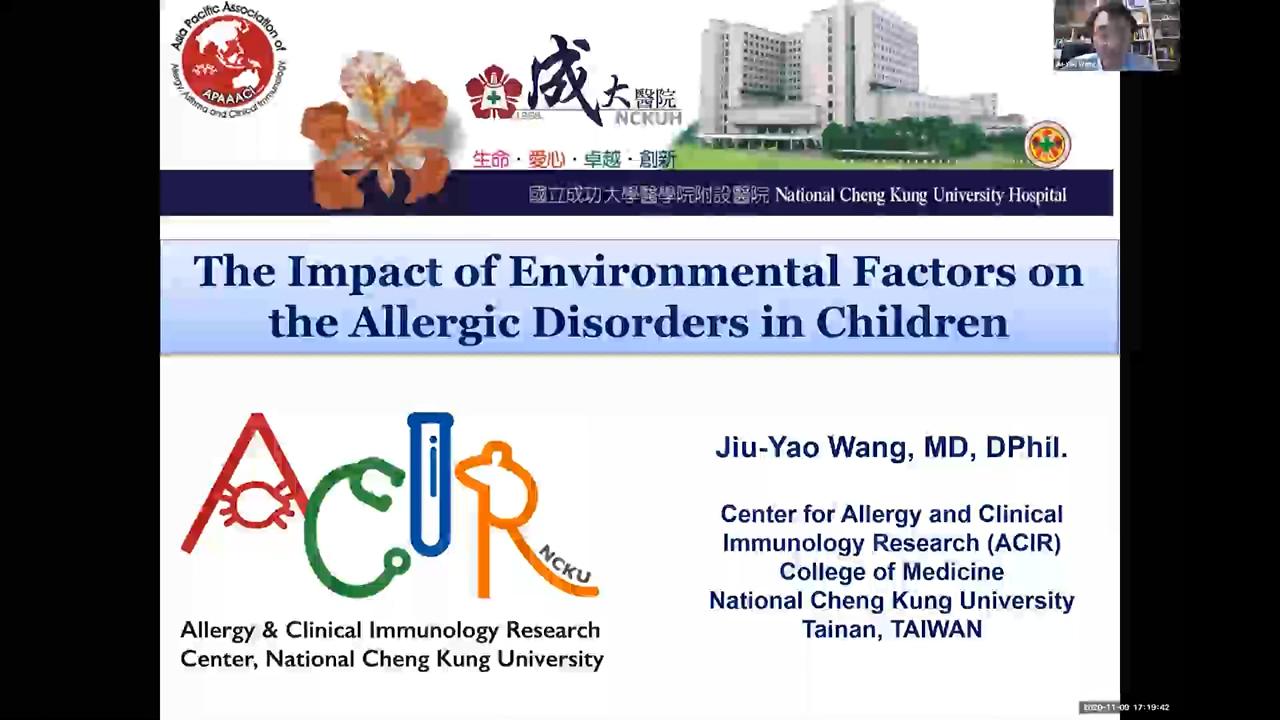 Asia Pacific Association of
Allergy, Asthma and Clinical Immunology
APAAACI
成大醫院
NCKUH
生命·愛心·卓越·創新
國立成功大學醫學院附設醫院 National Cheng Kung University Hospital
The Impact of Environmental Factors on
the Allergic Disorders in Children
ACIR
NCKU
Allergy & Clinical Immunology Research
Center, National Cheng Kung University
Jiu-Yao Wang, MD, DPhil.
Center for Allergy and Clinical
Immunology Research (ACIR)
College of Medicine
National Cheng Kung University
Tainan, TAIWAN
Jiu-Yao Wang
2020-11-09 17:19:42